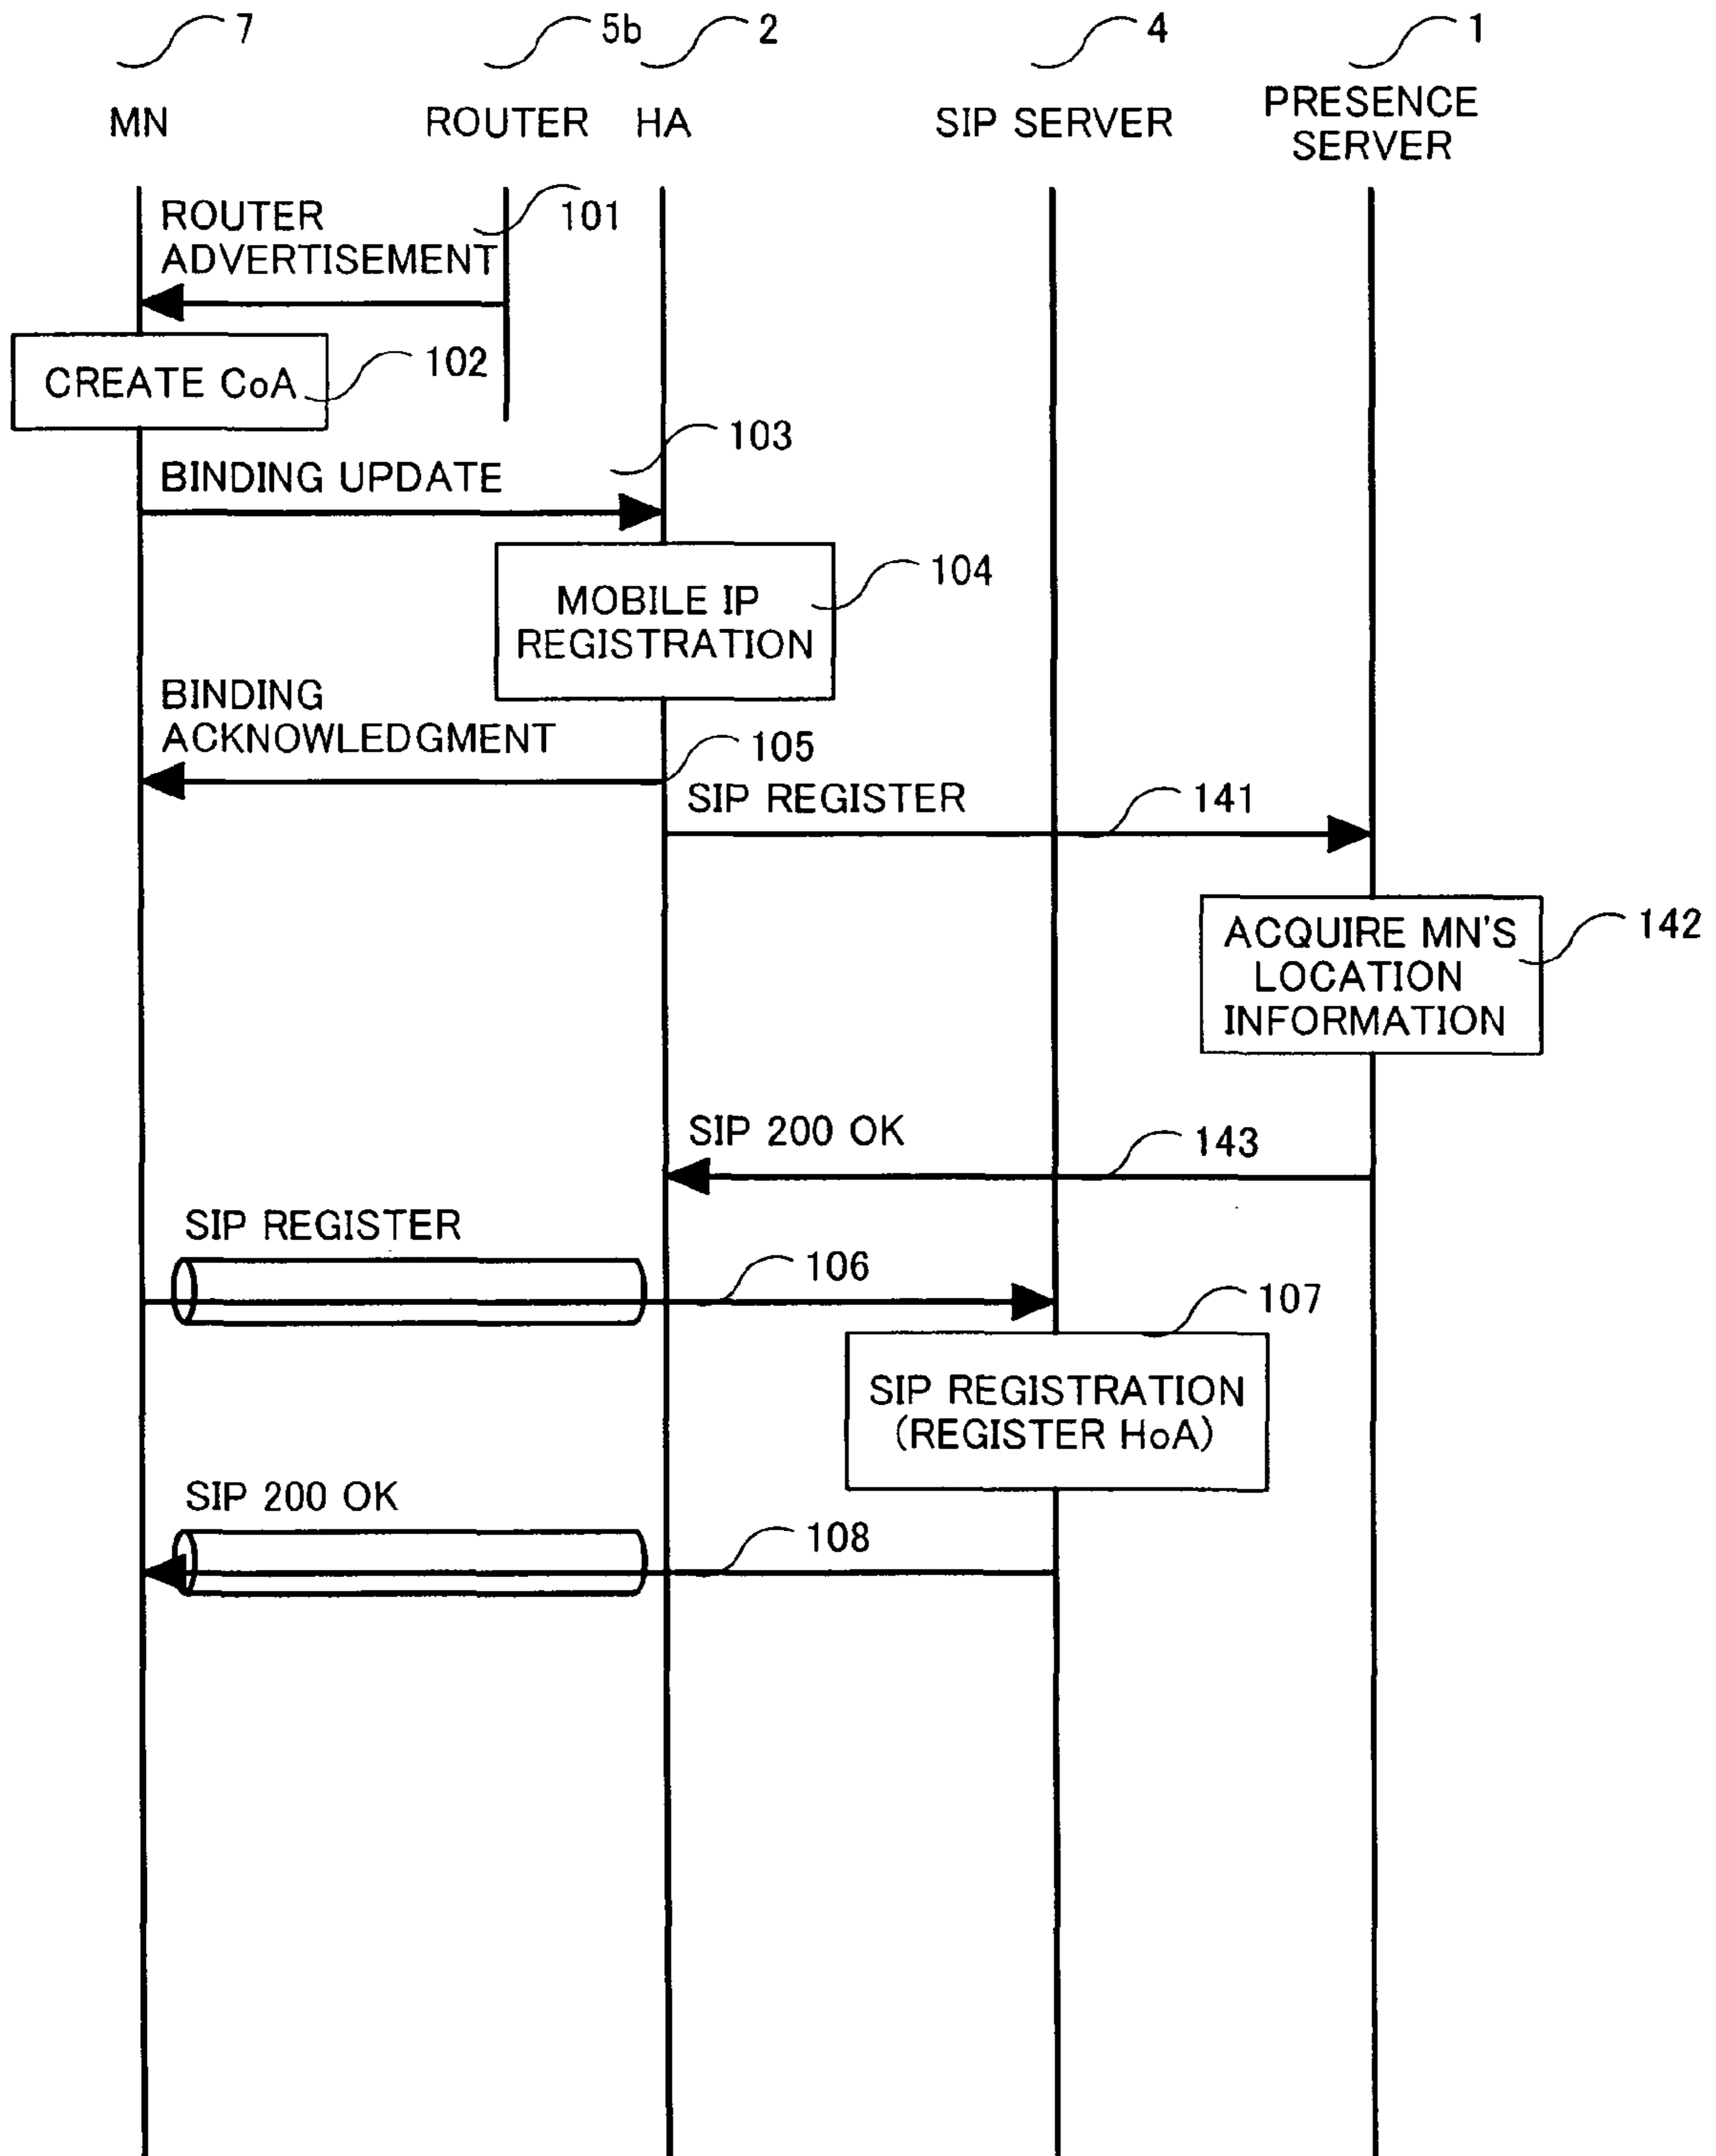 7
5b
2
4
1
MN
ROUTER
HA
SIP SERVER
PRESENCE
SERVER
ROUTER
ADVERTISEMENT
101
CREATE CoA
102
BINDING UPDATE
103
MOBILE IP
REGISTRATION
104
BINDING
ACKNOWLEDGMENT
105
SIP REGISTER
141
ACQUIRE MN'S
LOCATION
INFORMATION
142
SIP 200 OK
143
SIP REGISTER
106
SIP REGISTRATION
(REGISTER HoA)
107
SIP 200 OK
108